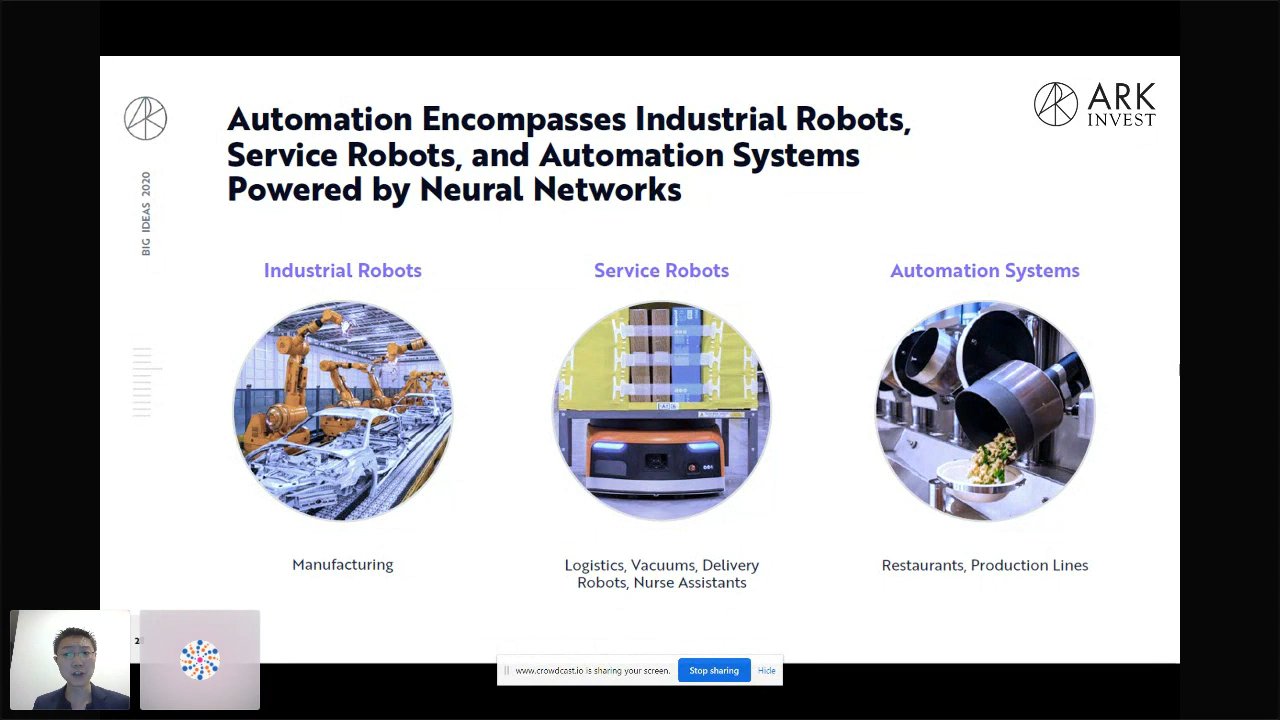 ARK
INVEST
BIG IDEAS 2020
Automation Encompasses Industrial Robots,
Service Robots, and Automation Systems
Powered by Neural Networks
Industrial Robots
Service Robots
Automation Systems
Manufacturing
Logistics, Vacuums, Delivery
Robots, Nurse Assistants
Restaurants, Production Lines
www.crowdcast.io is sharing your screen.
Stop sharing
Hide